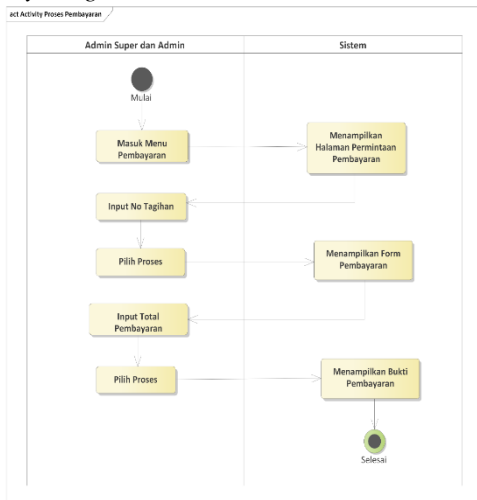 act Activity Proses Pembayaran
Admin Super dan Admin
Sistem
Mulai
Masuk Menu
Pembayaran
Menampilkan
Halaman Permintaan
Pembayaran
Input No Tagihan
Pilih Proses
Menampilkan Form
Pembayaran
Input Total
Pembayaran
Pilih Proses
Menampilkan Bukti
Pembayaran
Selesai